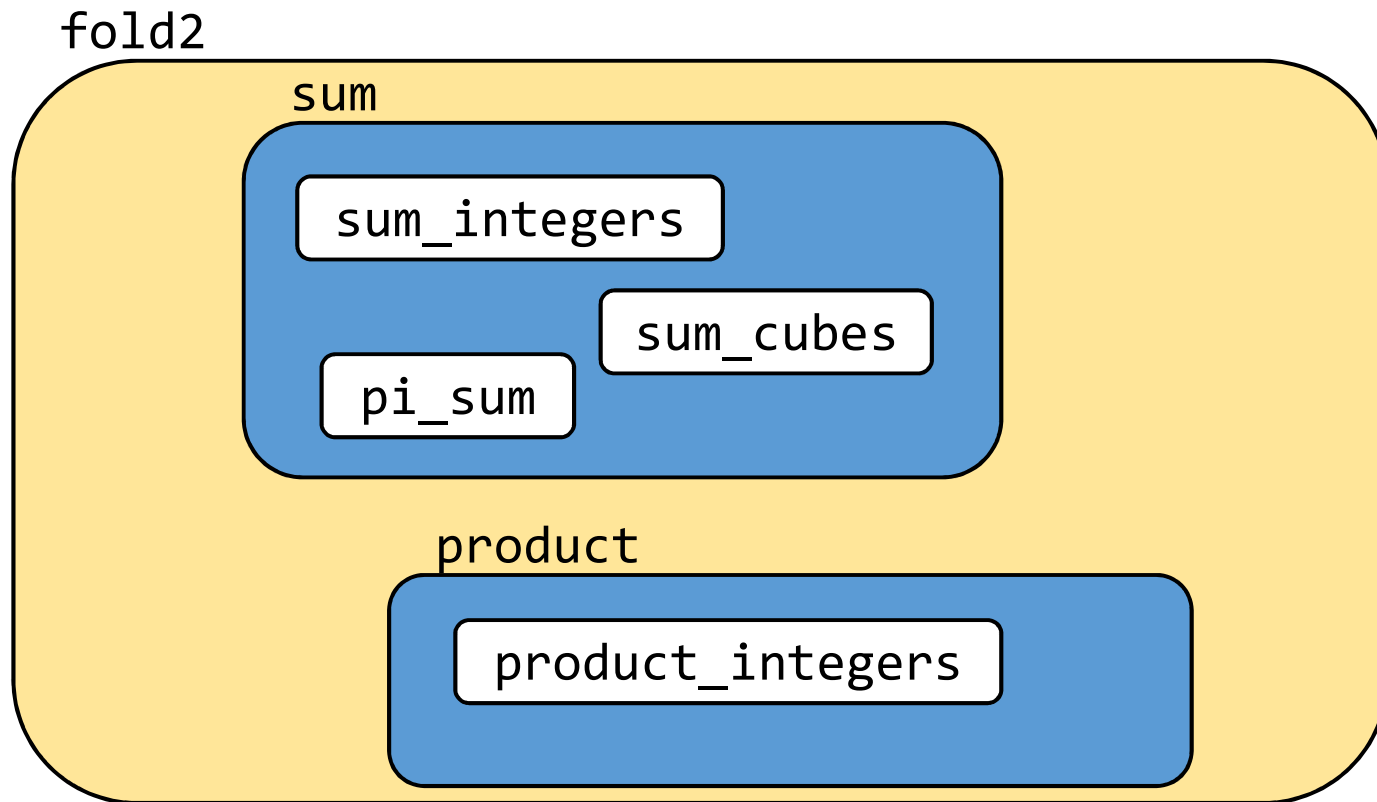 fold2
sum
sum_integers
sum_cubes
pi_sum
product
product_integers